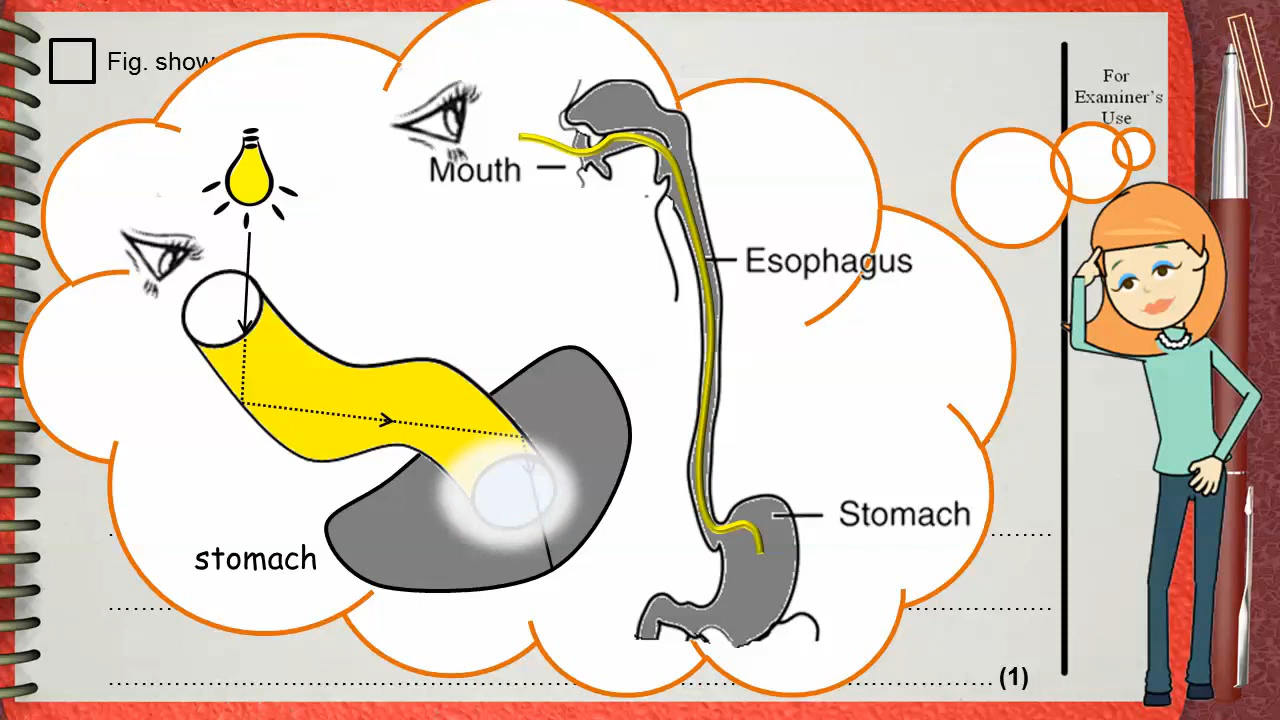 Fig. show
For
Examiner's
Use
Mouth
Esophagus
Stomach
stomach
(1)